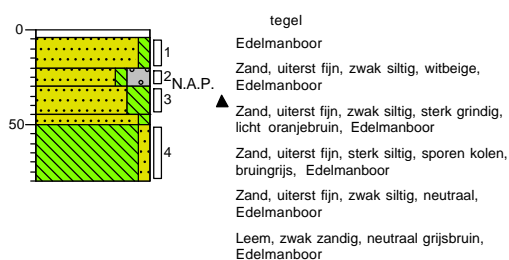 tegel
0
Edelmanboor
1
Zand, uiterst fijn, zwak siltig, witbeige,
Edelmanboor
2
N.A.P.
3
Zand, uiterst fijn, zwak siltig, sterk grindig,
licht oranjebruin, Edelmanboor
50
Zand, uiterst fijn, sterk siltig, sporen kolen,
bruingrijs, Edelmanboor
4
Zand, uiterst fijn, zwak siltig, neutraal,
Edelmanboor
Leem, zwak zandig, neutraal grijsbruin,
Edelmanboor